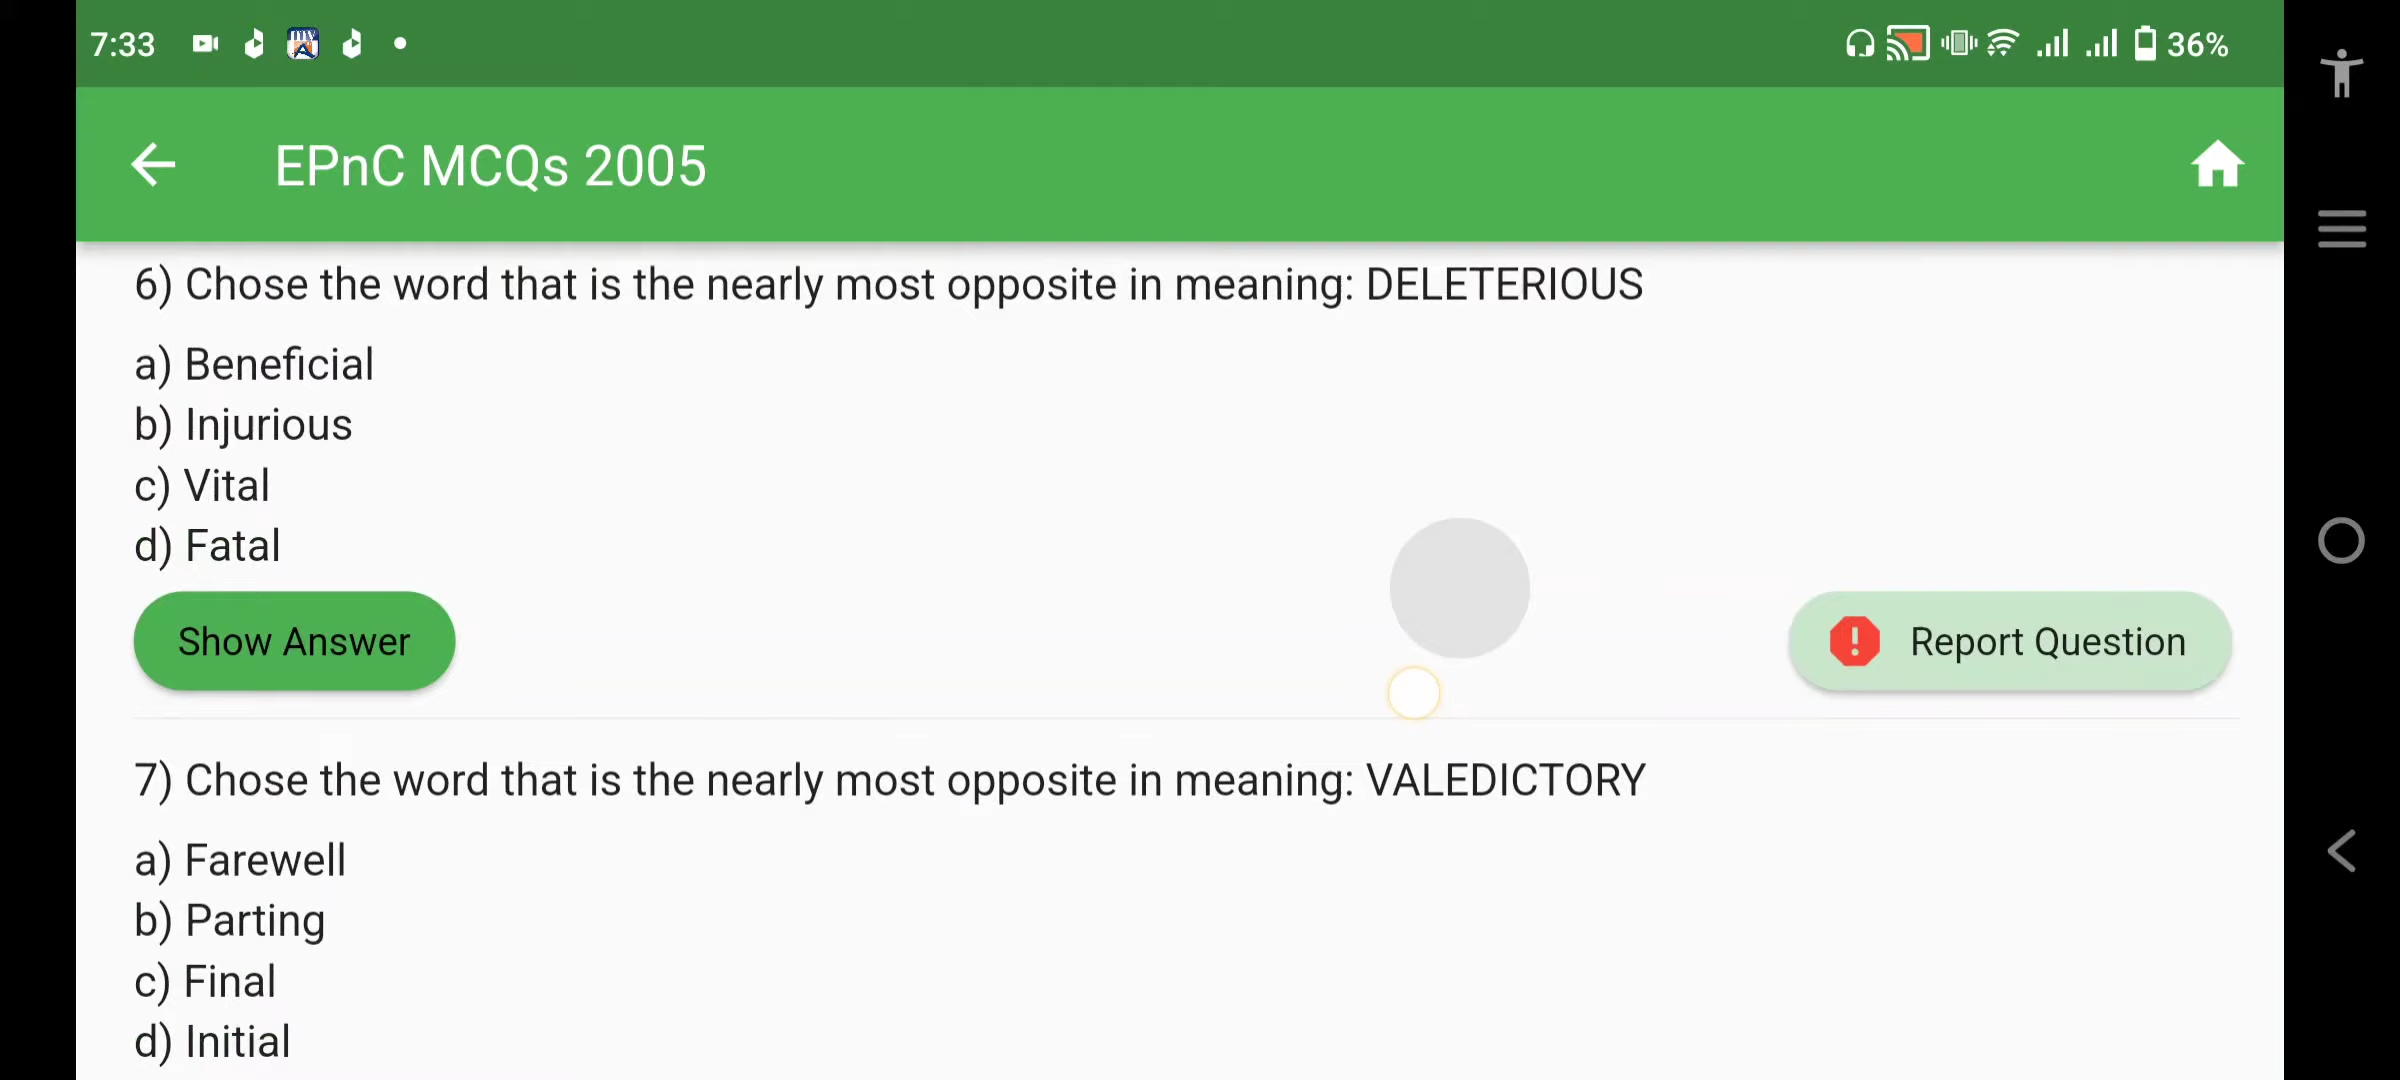 7:33
36%
EPnC MCQs 2005
6) Chose the word that is the nearly most opposite in meaning: DELETERIOUS
a) Beneficial
b) Injurious
c) Vital
d) Fatal
Show Answer
Report Question
7) Chose the word that is the nearly most opposite in meaning: VALEDICTORY
a) Farewell
b) Parting
c) Final
d) Initial